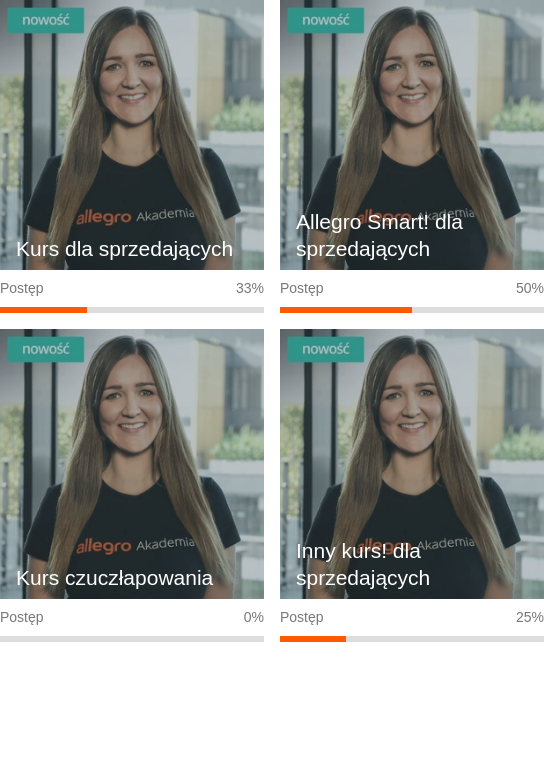 nowość
allegro Akademia
Kurs dla sprzedających
Postęp 33%
nowość
allegro Akademia
Allegro Smart! dla
sprzedających
Postęp 50%
nowość
allegro Akademia
Kurs czuczłapowania
Postęp 0%
nowość
allegro Akademia
Inny kurs! dla
sprzedających
Postęp 25%